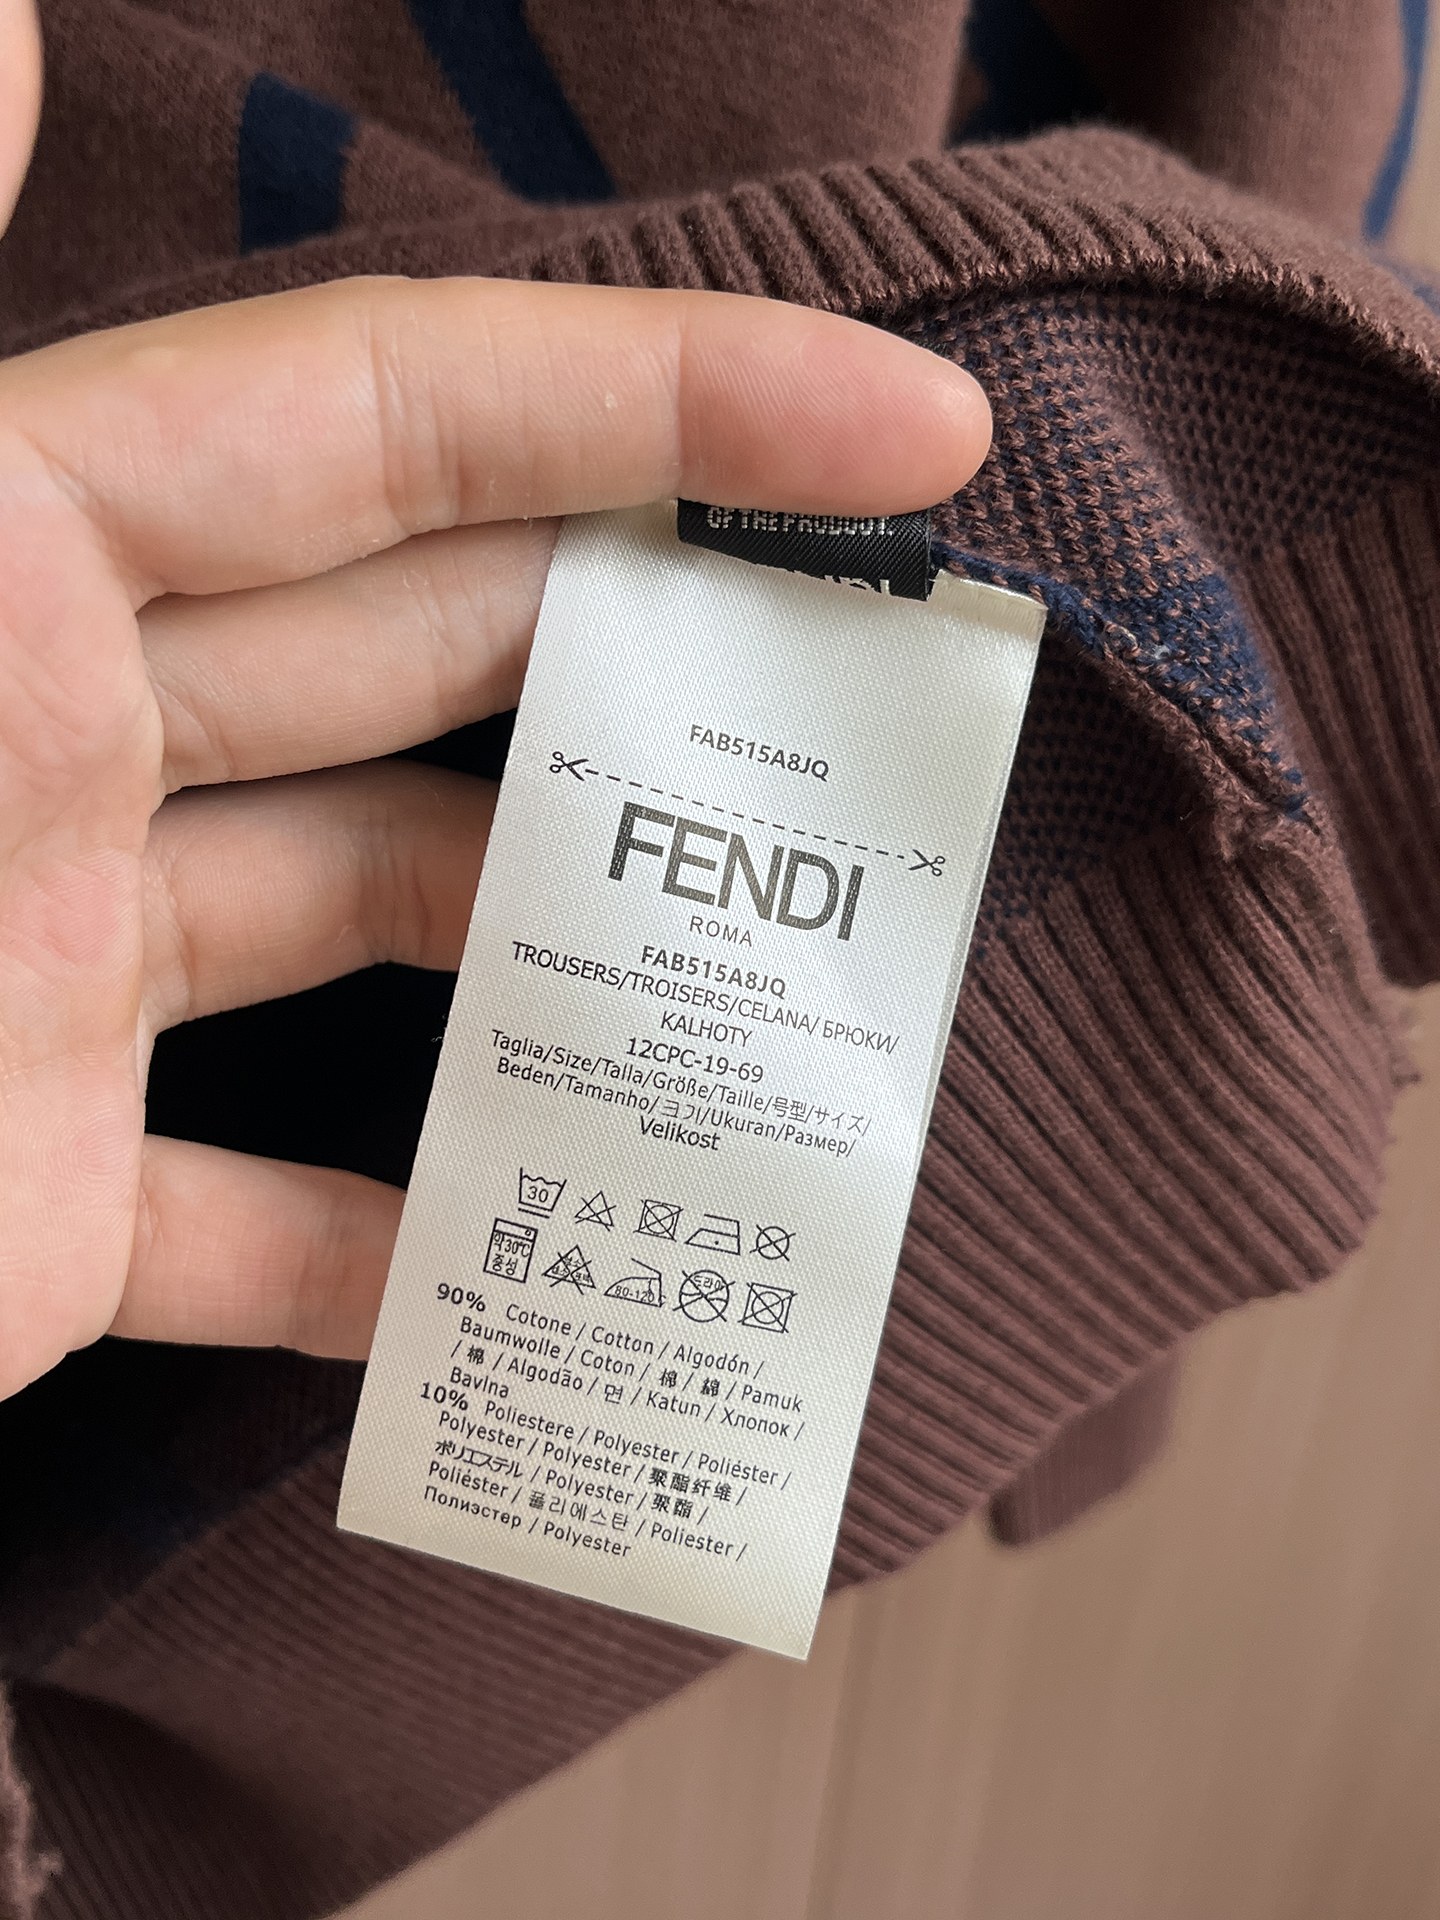 OF THE PRODUCT.
FAB515A8JQ
FENDI
ROMA
FAB515A8JQ
TROUSERS/TROISERS/CELANA/ БРЮКИ/
KALHOTY
12CPC-19-69
Taglia/Size/Talla/Größe/Taille/号型/サイズ/
Beden/Tamanho/크기/Ukuran/Размер/
Velikost
30
약30℃
중성
80-120
드라이
90% Cotone / Cotton / Algodón /
Baumwolle / Coton / 棉 / 綿 / Pamuk
/ 棉 / Algodão / 면 / Katun / Хлопок /
Bavlna
10% Poliestere / Polyester / Poliéster /
Polyester / Polyester / 聚酯纤维 /
ポリエステル / Polyester / 聚酯 /
Poliéster / 폴리에스탄 / Poliester /
Полиэстер / Polyester